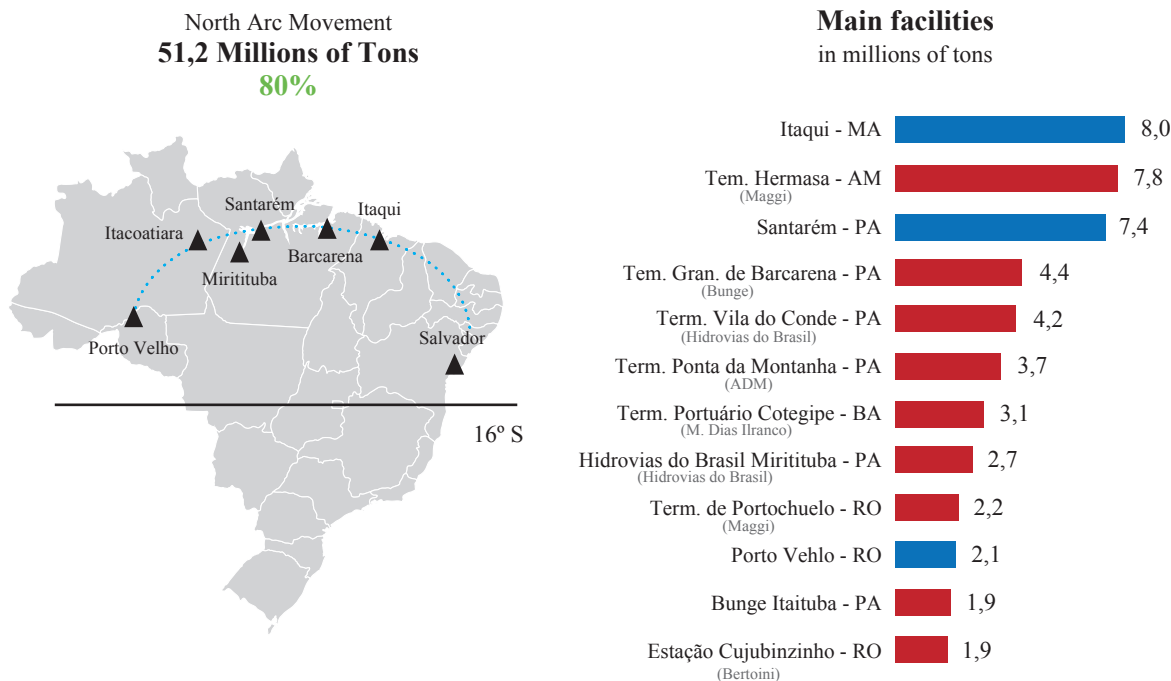 North Arc Movement
51,2 Millions of Tons
80%
Santarém
Itaqui
Itacoatiara
Barcarena
Miritituba
Porto Velho
Salvador
16º S
Main facilities
in millions of tons
Itaqui - MA 8,0
Tem. Hermasa - AM 7,8
(Maggi)
Santarém - PA 7,4
Tem. Gran. de Barcarena - PA 4,4
(Bunge)
Term. Vila do Conde - PA 4,2
(Hidrovias do Brasil)
Term. Ponta da Montanha - PA 3,7
(ADM)
Term. Portuário Cotegipe - BA 3,1
(M. Dias Ilranco)
Hidrovias do Brasil Miritituba - PA 2,7
(Hidrovias do Brasil)
Term. de Portochuelo - RO 2,2
(Maggi)
Porto Vehlo - RO 2,1
Bunge Itaituba - PA 1,9
Estação Cujubinzinho - RO 1,9
(Bertoini)